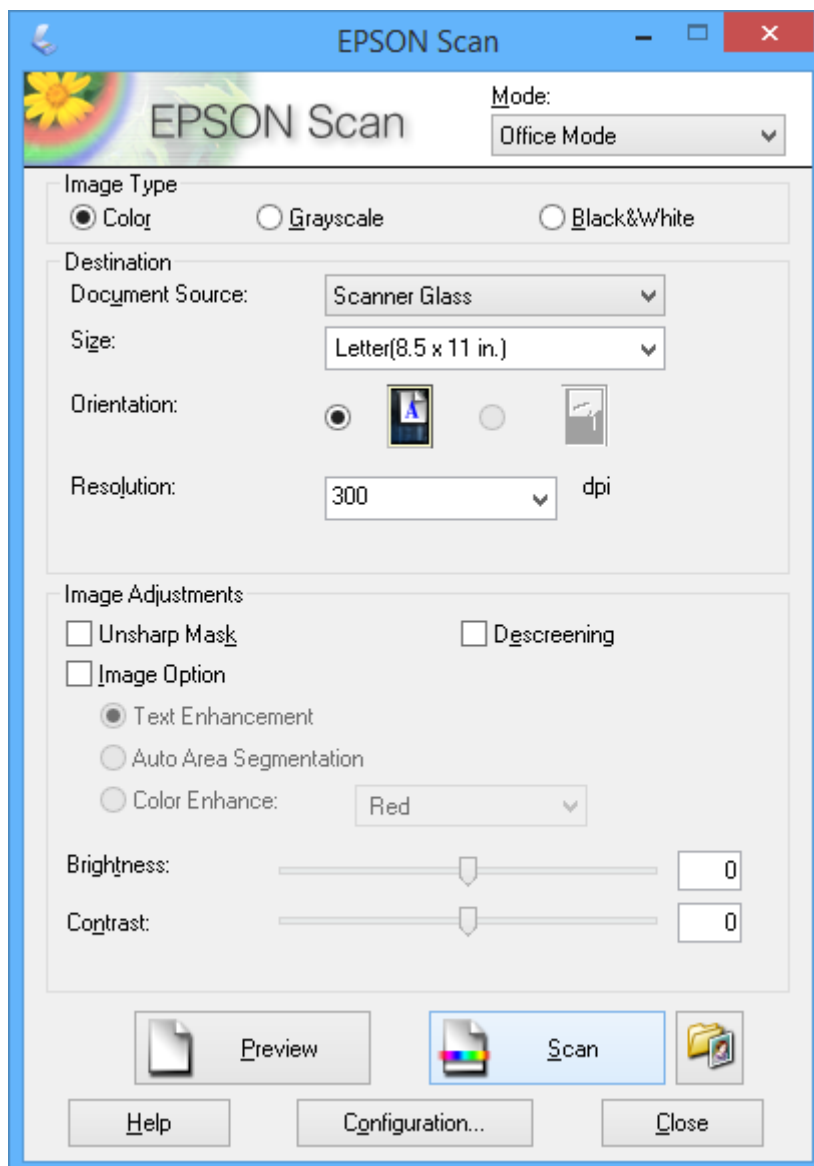 EPSON Scan
EPSON Scan
Mode:
Office Mode
Image Type
Color Grayscale Black&White
Destination
Document Source: Scanner Glass
Size: Letter(8.5 x 11 in.)
Orientation: A
Resolution: 300 dpi
Image Adjustments
Unsharp Mask Descreening
Image Option
Text Enhancement
Auto Area Segmentation
Color Enhance: Red
Brightness: 0
Contrast: 0
Preview Scan
Help Configuration... Close